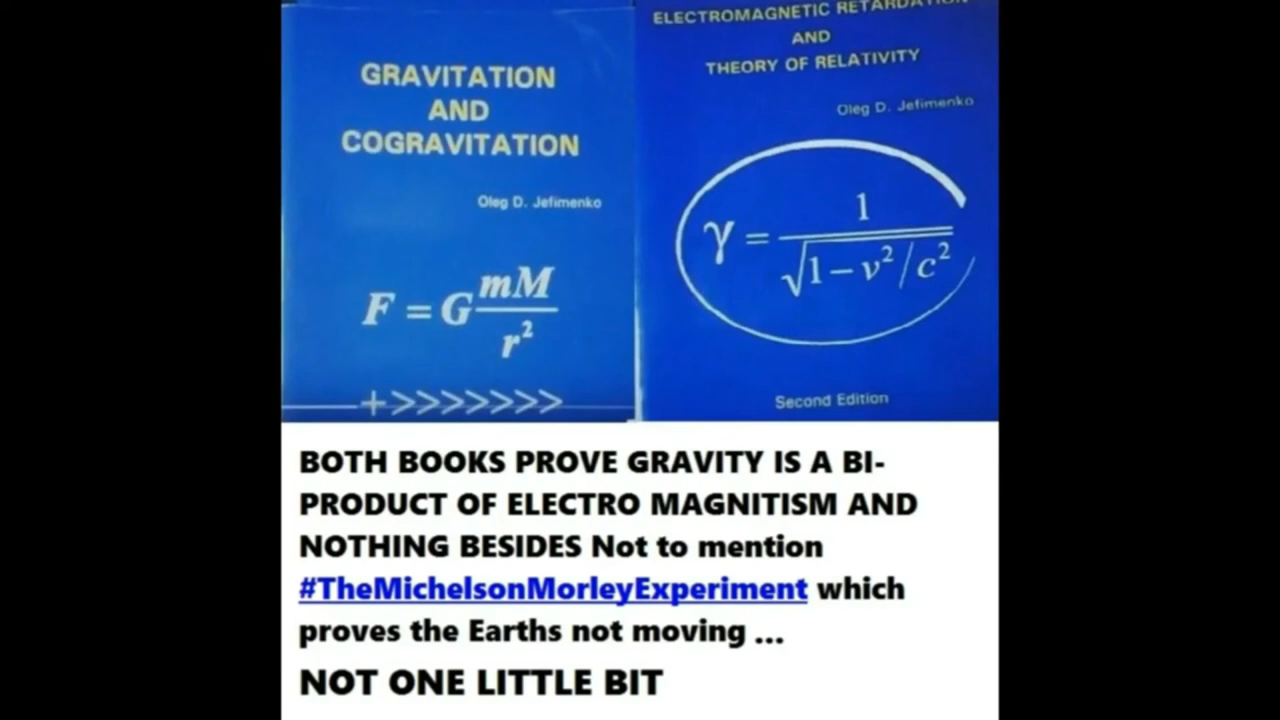 GRAVITATION
AND
COGRAVITATION
Oleg D. Jefimenko
F = G mM / r²
+>>>>>>>>
ELECTROMAGNETIC RETARDATION
AND
THEORY OF RELATIVITY
Oleg D. Jefimenko
γ = 1 / √1 – v²/c²
Second Edition
BOTH BOOKS PROVE GRAVITY IS A BI-
PRODUCT OF ELECTRO MAGNITISM AND
NOTHING BESIDES Not to mention
#TheMichelsonMorleyExperiment which
proves the Earths not moving ...
NOT ONE LITTLE BIT